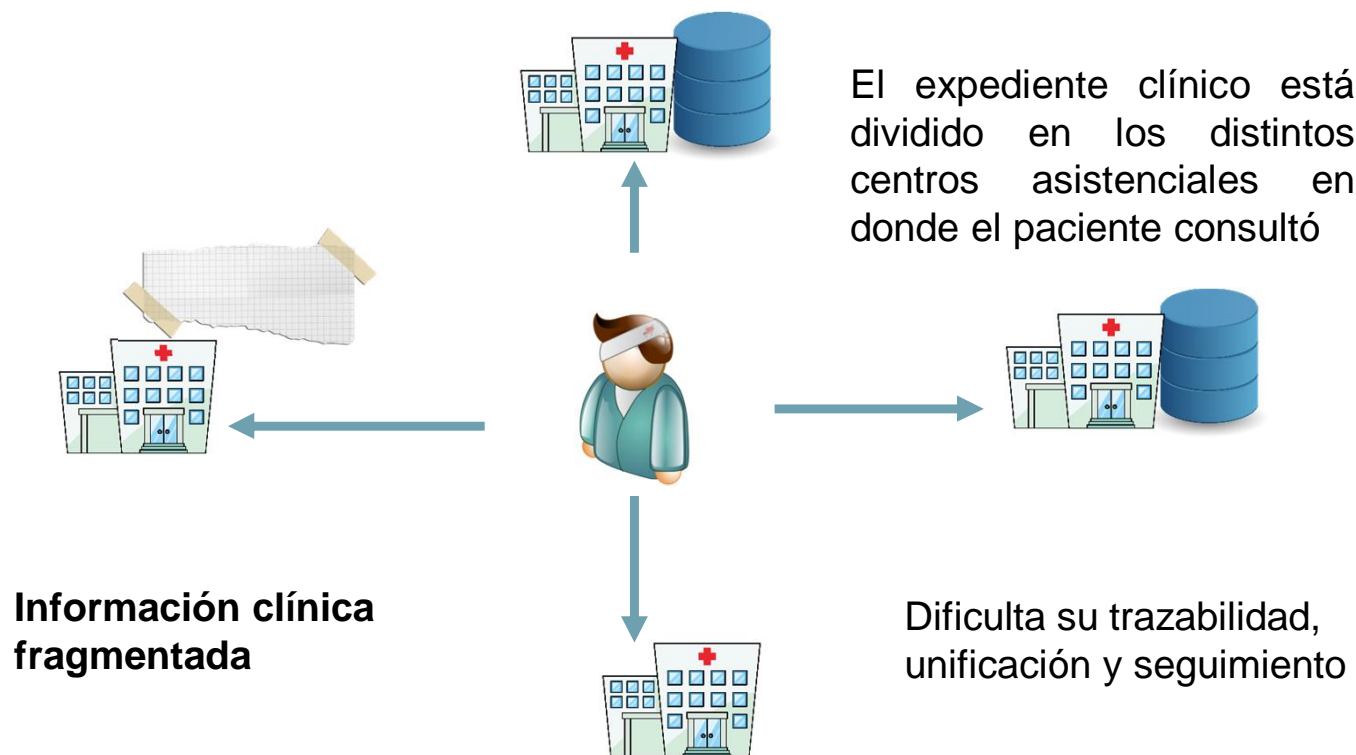 El expediente clínico está
dividido en los distintos
centros asistenciales en
donde el paciente consultó
Información clínica
fragmentada
Dificulta su trazabilidad,
unificación y seguimiento